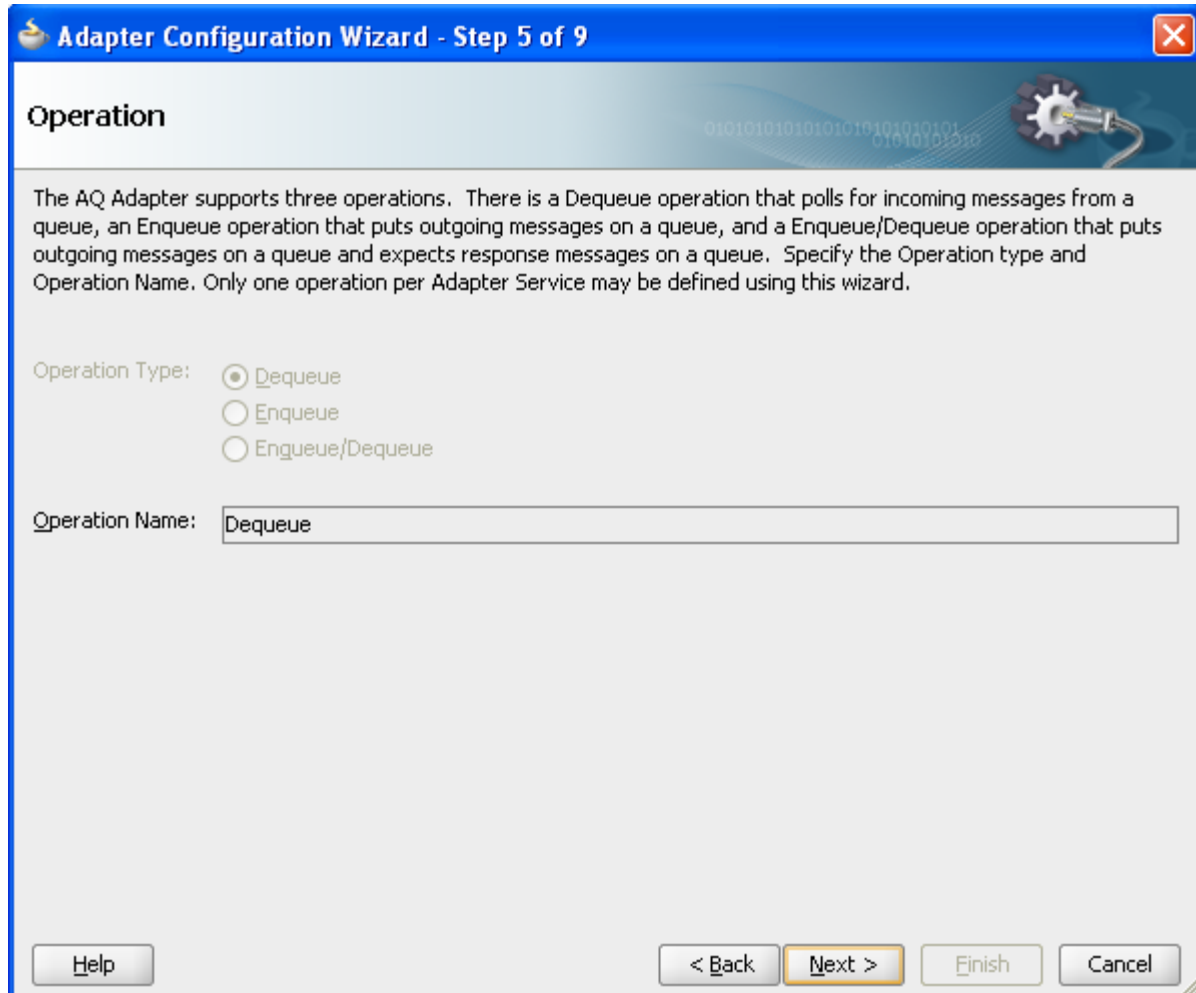 Adapter Configuration Wizard - Step 5 of 9
Operation
0101010101010101010101010101
01010101010
The AQ Adapter supports three operations. There is a Dequeue operation that polls for incoming messages from a
queue, an Enqueue operation that puts outgoing messages on a queue, and a Enqueue/Dequeue operation that puts
outgoing messages on a queue and expects response messages on a queue. Specify the Operation type and
Operation Name. Only one operation per Adapter Service may be defined using this wizard.
Operation Type:
Dequeue
Enqueue
Enqueue/Dequeue
Operation Name: Dequeue
Help < Back Next > Finish Cancel